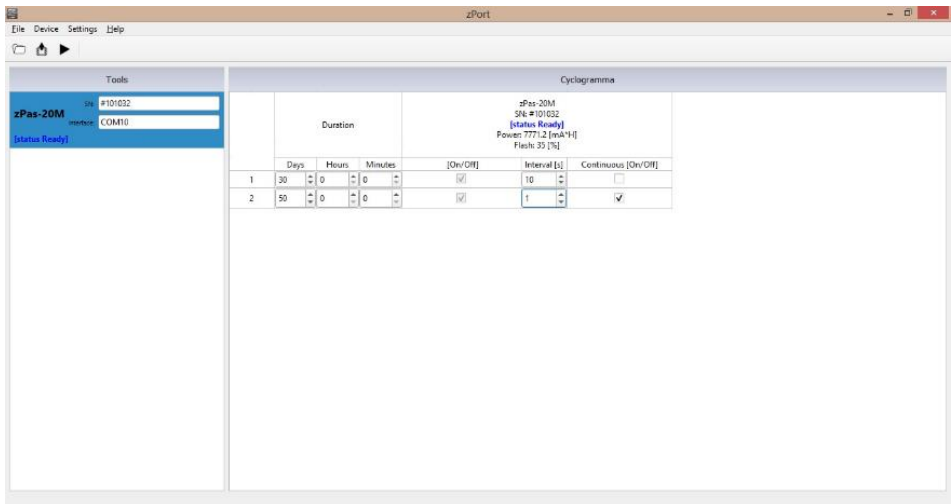 zPort
File Device Settings Help
Tools
Cyclogramma
zPas-20M
SN: #101032
Interface: COM10
[status Ready]
Duration
zPas-20M
SN: #101032
[status Ready]
Power: 7771.2 [mA*H]
Flash: 35 [%]
Days Hours Minutes [On/Off] Interval [s] Continuous [On/Off]
1 30 0 0 10
2 50 0 0 1